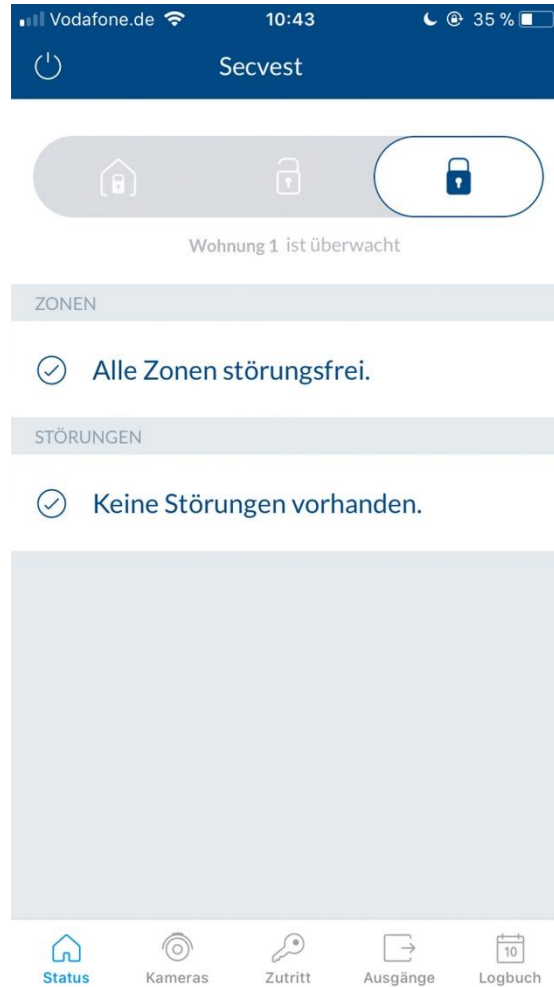 Vodafone.de 10:43 35 %
Secvest
Wohnung 1 ist überwacht
ZONEN
Alle Zonen störungsfrei.
STÖRUNGEN
Keine Störungen vorhanden.
10
Status Kameras Zutritt Ausgänge Logbuch